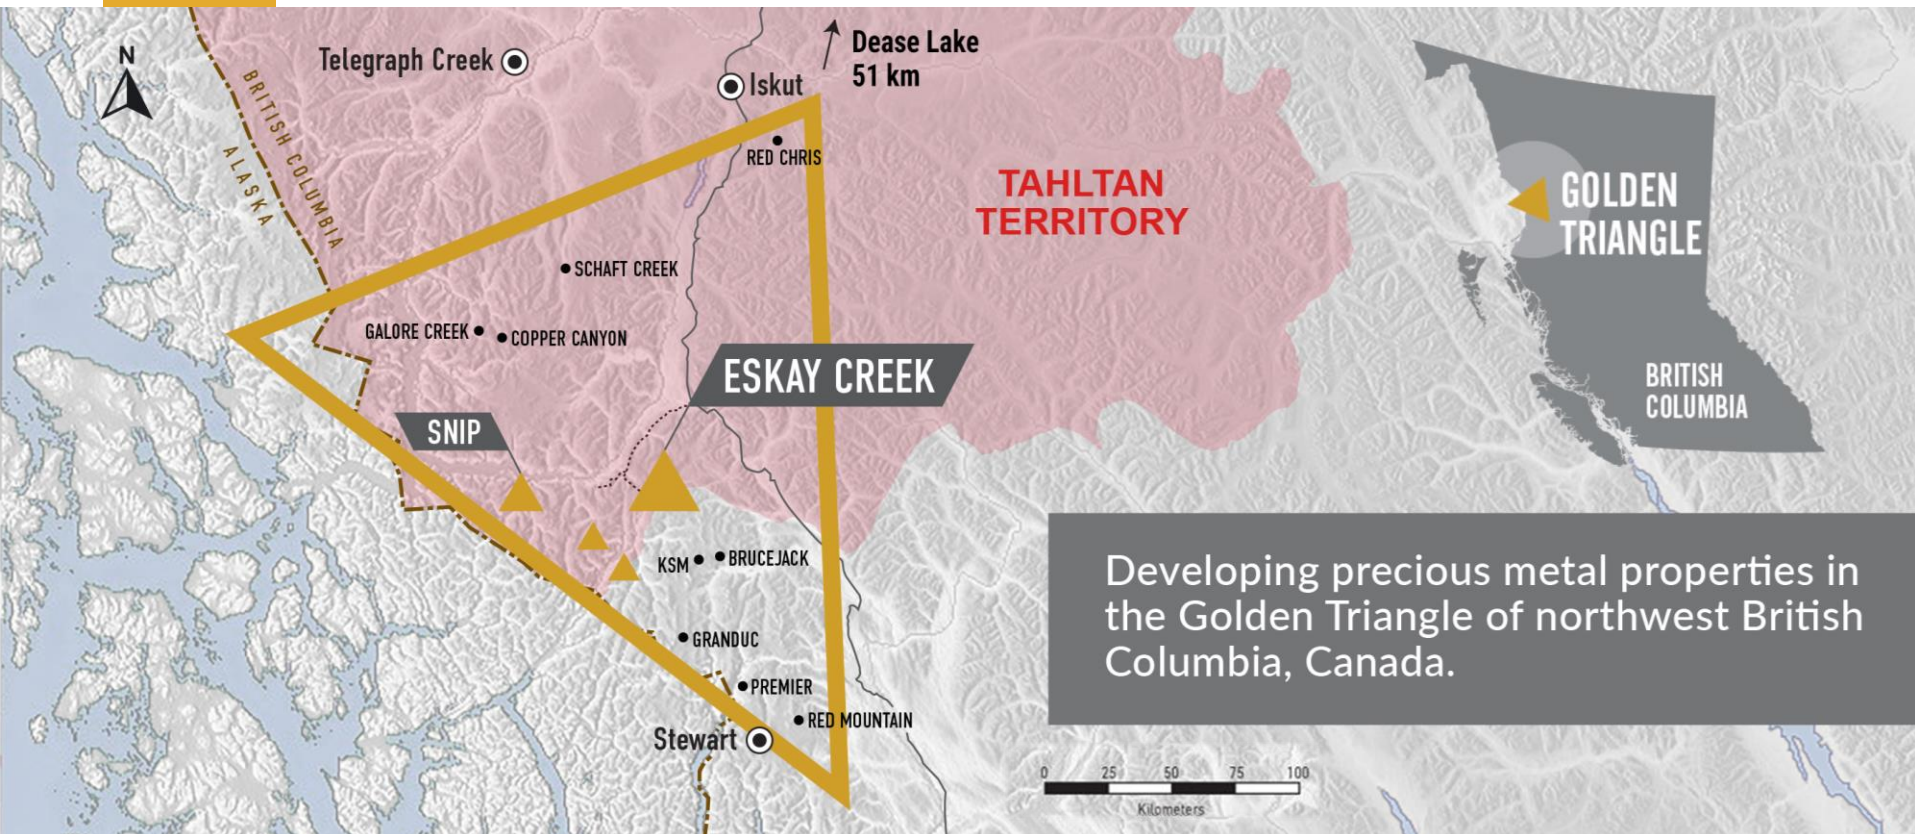 N
Telegraph Creek
Iskut
Dease Lake
51 km
BRITISH COLUMBIA
ALASKA
RED CHRIS
TAHLTAN
TERRITORY
GOLDEN
TRIANGLE
SCHAFT CREEK
GALORE CREEK
COPPER CANYON
ESKAY CREEK
BRITISH
COLUMBIA
SNIP
KSM
BRUCEJACK
Developing precious metal properties in
the Golden Triangle of northwest British
Columbia, Canada.
GRANDUC
PREMIER
RED MOUNTAIN
Stewart
0 25 50 75 100
Kilometers